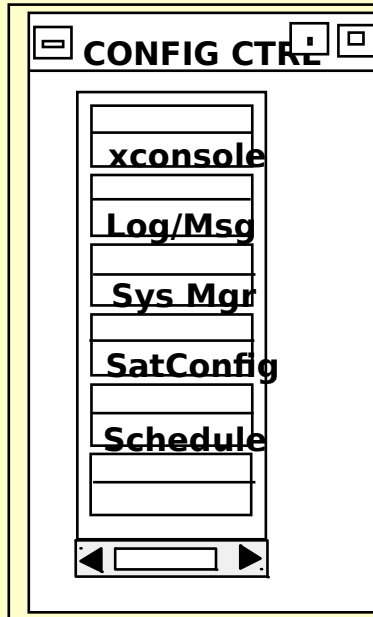 CONFIG CTRL
xconsole
Log/Msg
Sys Mgr
SatConfig
Schedule